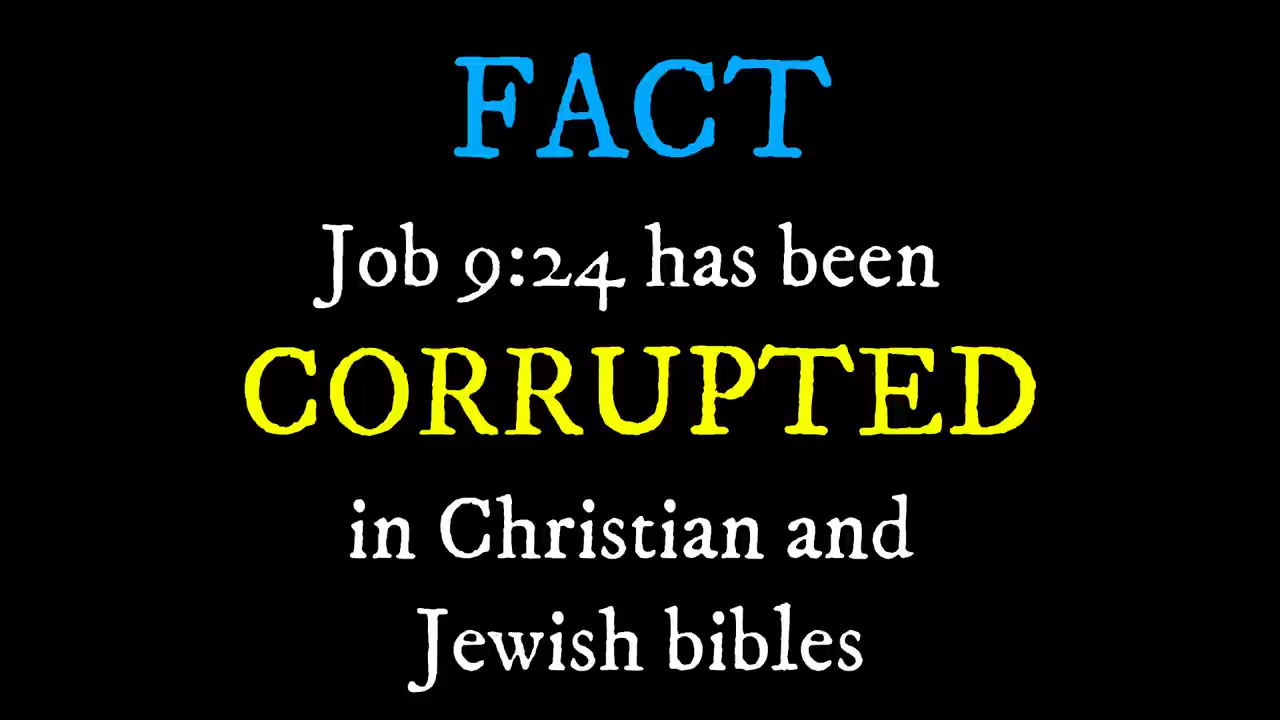 FACT
Job 9:24 has been
CORRUPTED
in Christian and
Jewish bibles